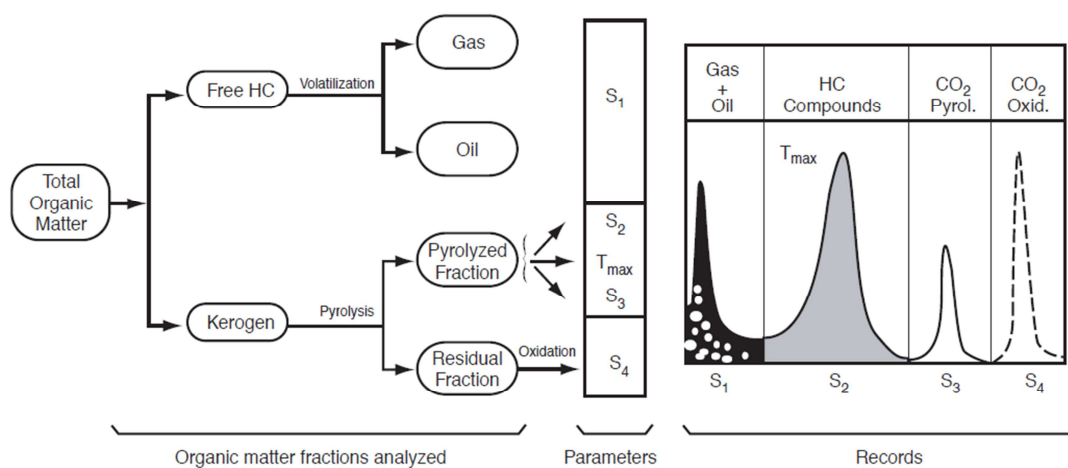 Total
Organic
Matter
Free HC
Volatilization
Gas
Oil
Kerogen
Pyrolysis
Pyrolyzed
Fraction
Residual
Fraction
Oxidation
S₁
S₂
Tmax
S₃
S₄
Gas
+
Oil
HC
Compounds
CO₂
Pyrol.
CO₂
Oxid.
Tmax
S₁
S₂
S₃
S₄
Organic matter fractions analyzed
Parameters
Records